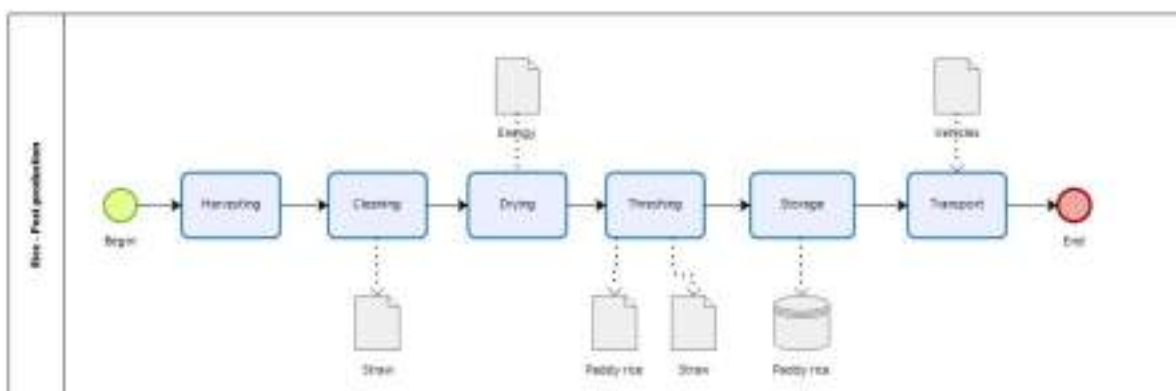 Rice - Post production
Energy
Vehicles
Begin
Harvesting
Cleaning
Drying
Threshing
Storage
Transport
End
Straw
Paddy rice
Straw
Paddy rice